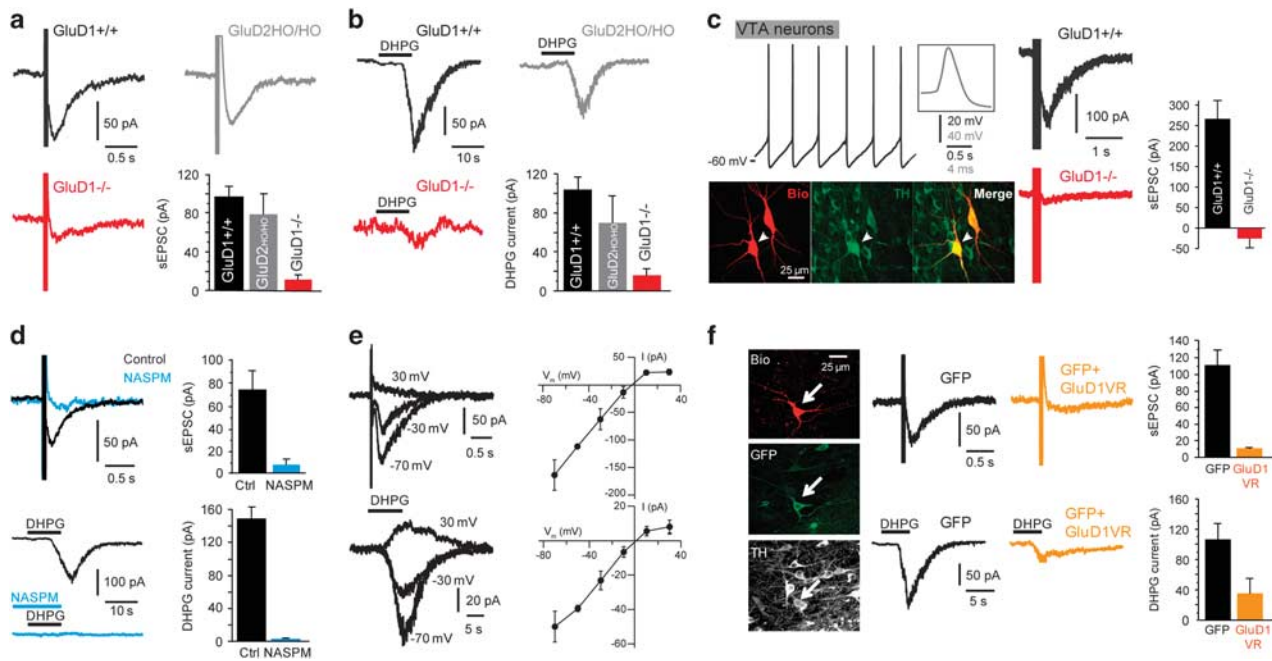 a
GluD1+/+
GluD2HO/HO
50 pA
0.5 s
GluD1-/-
sEPSC (pA)
120
80
40
0
GluD1+/+
GluD2HO/HO
GluD1-/-
b
DHPG
GluD1+/+
GluD2HO/HO
DHPG
50 pA
10 s
GluD1-/-
DHPG
DHPG current (pA)
120
80
40
0
GluD1+/+
GluD2HO/HO
GluD1-/-
c
VTA neurons
-60 mV
20 mV
40 mV
0.5 s
4 ms
Bio
TH
Merge
25 µm
GluD1+/+
100 pA
1 s
GluD1-/-
sEPSC (pA)
300
250
200
150
100
50
0
-50
GluD1+/+
GluD1-/-
d
Control
NASPM
50 pA
0.5 s
sEPSC (pA)
100
80
60
40
20
0
Ctrl NASPM
DHPG
100 pA
10 s
NASPM
DHPG
DHPG current (pA)
160
120
80
40
0
Ctrl NASPM
e
30 mV
-30 mV
-70 mV
50 pA
0.5 s
I (pA)
Vm (mV)
50
-80 -40 40
-50
-100
-150
-200
DHPG
30 mV
-30 mV
-70 mV
20 pA
5 s
I (pA)
Vm (mV)
20
-80 -40 40
-20
-40
-60
f
Bio
25 µm
GFP
TH
GFP
50 pA
0.5 s
GFP+
GluD1VR
sEPSC (pA)
140
120
100
80
60
40
20
0
GFP GluD1
VR
DHPG
GFP
50 pA
5 s
DHPG
GFP+
GluD1VR
DHPG current (pA)
160
120
80
40
0
GFP GluD1
VR